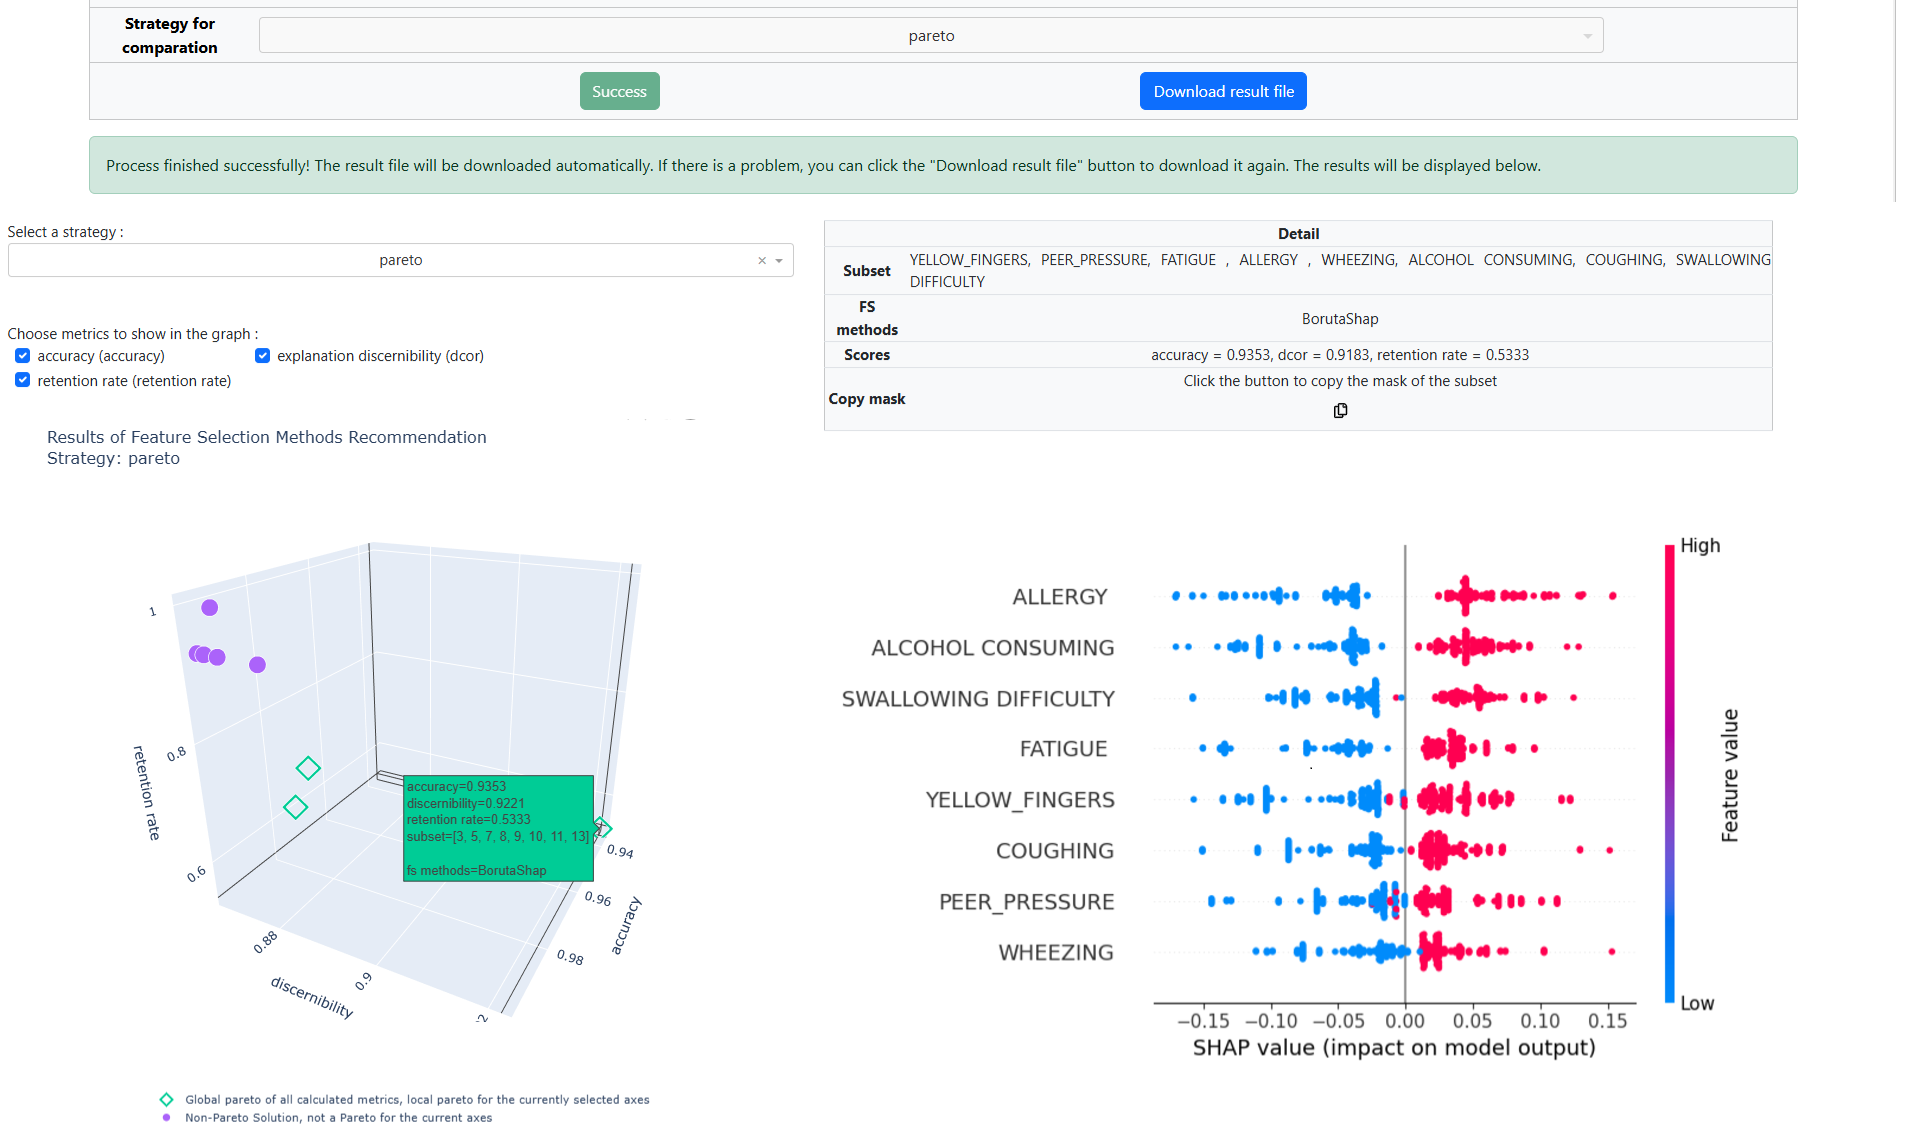 Strategy for
comparation
pareto
Success
Download result file
Process finished successfully! The result file will be downloaded automatically. If there is a problem, you can click the "Download result file" button to download it again. The results will be displayed below.
Select a strategy :
pareto
Choose metrics to show in the graph :
accuracy (accuracy)
explanation discernibility (dcor)
retention rate (retention rate)
Detail
Subset
YELLOW_FINGERS, PEER_PRESSURE, FATIGUE , ALLERGY , WHEEZING, ALCOHOL CONSUMING, COUGHING, SWALLOWING
DIFFICULTY
FS
methods
BorutaShap
Scores
accuracy = 0.9353, dcor = 0.9183, retention rate = 0.5333
Copy mask
Click the button to copy the mask of the subset
Results of Feature Selection Methods Recommendation
Strategy: pareto
1
0.8
0.6
retention rate
0.88
0.9
discernibility
0.94
0.96
0.98
accuracy
accuracy=0.9353
discernibility=0.9221
retention rate=0.5333
subset=[3, 5, 7, 8, 9, 10, 11, 13]
fs methods=BorutaShap
Global pareto of all calculated metrics, local pareto for the currently selected axes
Non-Pareto Solution, not a Pareto for the current axes
ALLERGY
ALCOHOL CONSUMING
SWALLOWING DIFFICULTY
FATIGUE
YELLOW_FINGERS
COUGHING
PEER_PRESSURE
WHEEZING
−0.15 −0.10 −0.05 0.00 0.05 0.10 0.15
SHAP value (impact on model output)
High
Feature value
Low